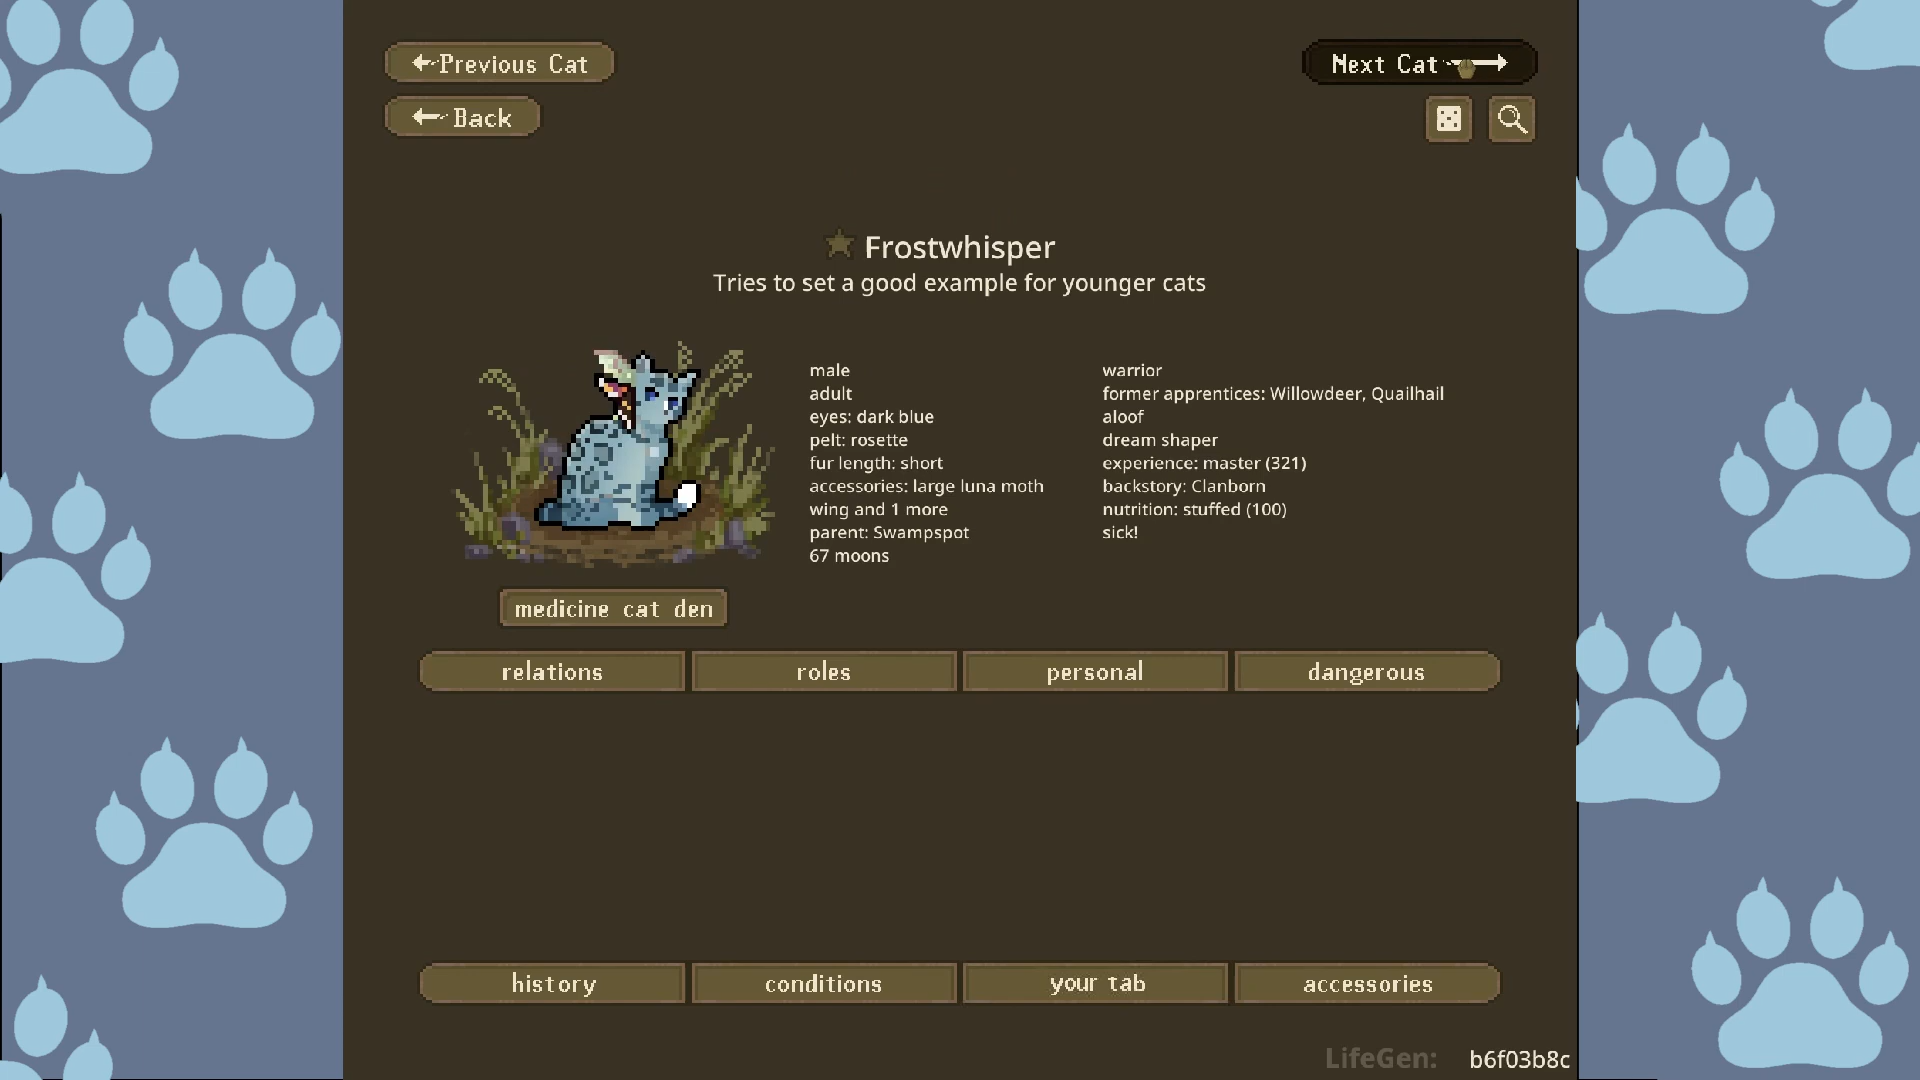 Previous Cat
Next Cat
Back
Frostwhisper
Tries to set a good example for younger cats
male
adult
eyes: dark blue
pelt: rosette
fur length: short
accessories: large luna moth
wing and 1 more
parent: Swampspot
67 moons
warrior
former apprentices: Willowdeer, Quailhail
aloof
dream shaper
experience: master (321)
backstory: Clanborn
nutrition: stuffed (100)
sick!
medicine cat den
relations
roles
personal
dangerous
history
conditions
your tab
accessories
LifeGen: b6f03b8c